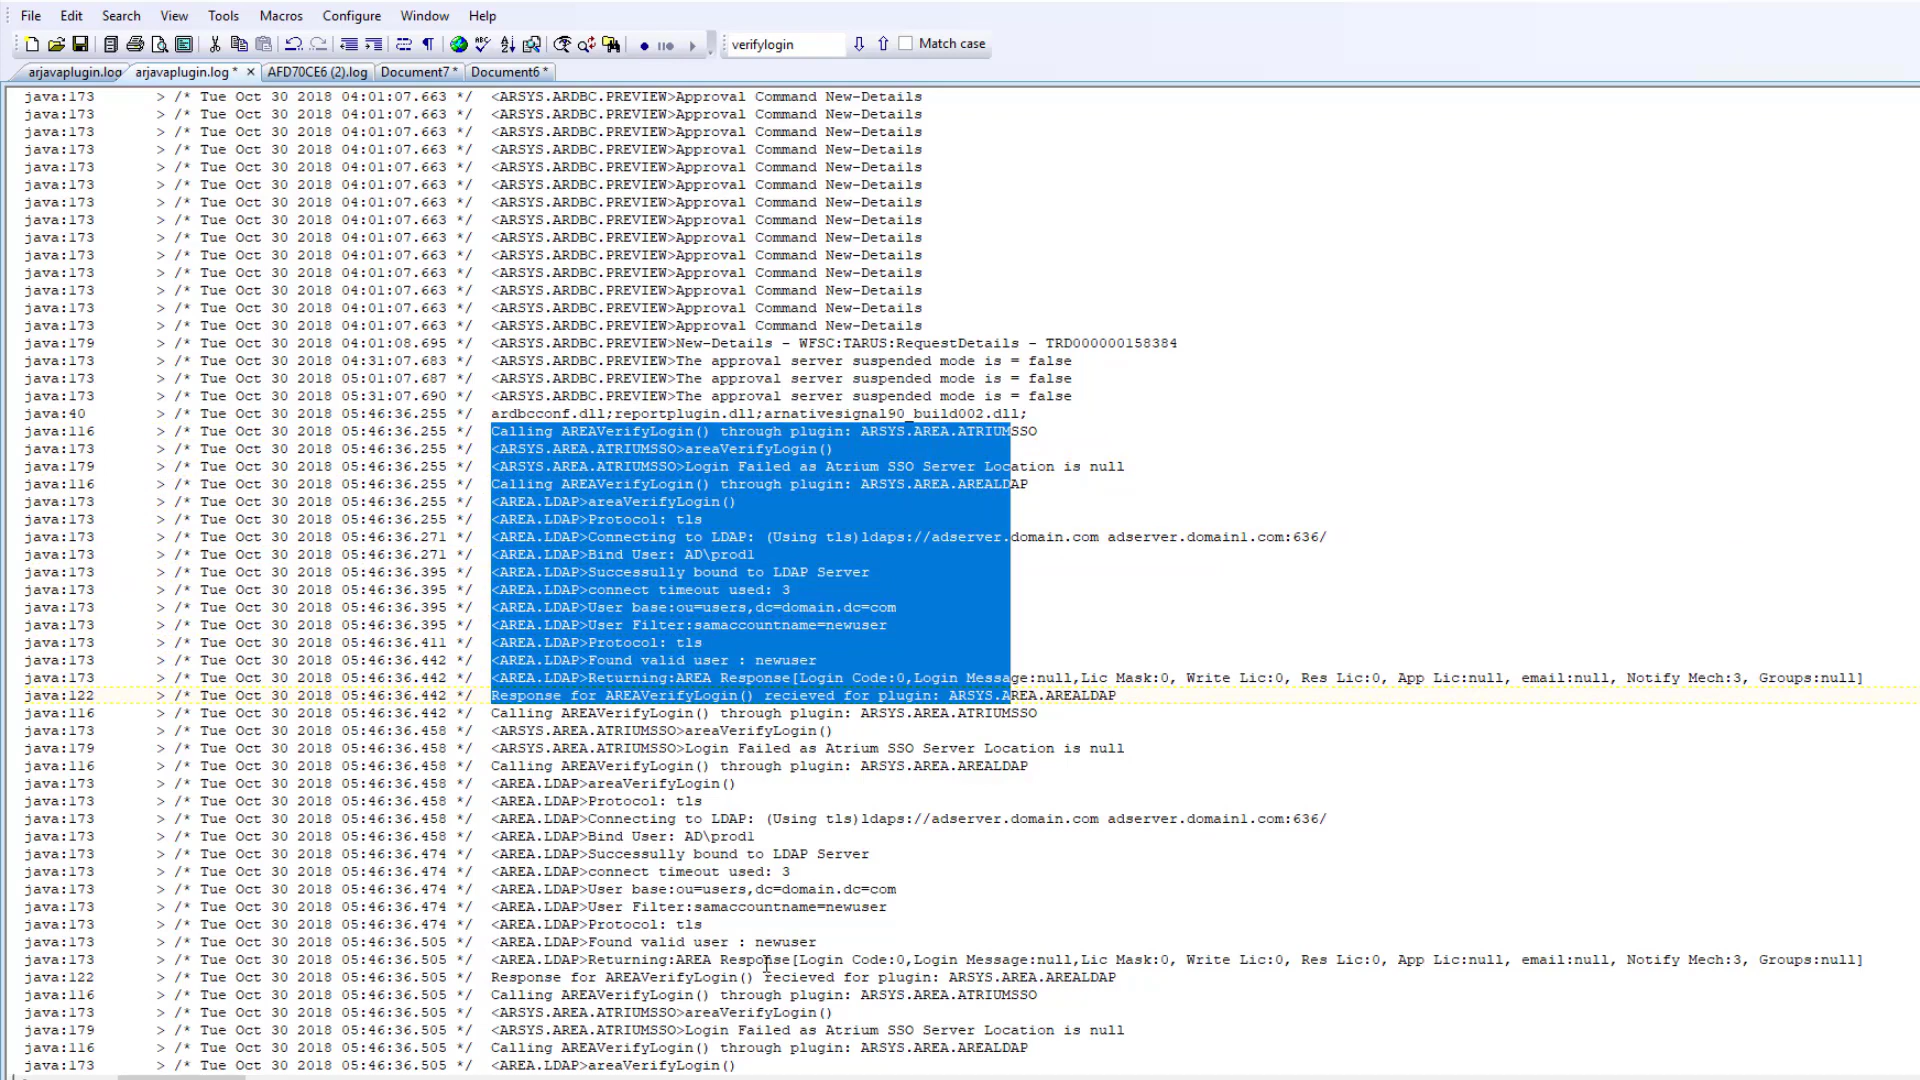 File Edit Search View Tools Macros Configure Window Help
verifylogin Match case
arjavaplugin.log arjavaplugin.log * × AFD70CE6 (2).log Document7 * Document6 *
java:173 > /* Tue Oct 30 2018 04:01:07.663 */ <ARSYS.ARDBC.PREVIEW>Approval Command New-Details
java:173 > /* Tue Oct 30 2018 04:01:07.663 */ <ARSYS.ARDBC.PREVIEW>Approval Command New-Details
java:173 > /* Tue Oct 30 2018 04:01:07.663 */ <ARSYS.ARDBC.PREVIEW>Approval Command New-Details
java:173 > /* Tue Oct 30 2018 04:01:07.663 */ <ARSYS.ARDBC.PREVIEW>Approval Command New-Details
java:173 > /* Tue Oct 30 2018 04:01:07.663 */ <ARSYS.ARDBC.PREVIEW>Approval Command New-Details
java:173 > /* Tue Oct 30 2018 04:01:07.663 */ <ARSYS.ARDBC.PREVIEW>Approval Command New-Details
java:173 > /* Tue Oct 30 2018 04:01:07.663 */ <ARSYS.ARDBC.PREVIEW>Approval Command New-Details
java:173 > /* Tue Oct 30 2018 04:01:07.663 */ <ARSYS.ARDBC.PREVIEW>Approval Command New-Details
java:173 > /* Tue Oct 30 2018 04:01:07.663 */ <ARSYS.ARDBC.PREVIEW>Approval Command New-Details
java:173 > /* Tue Oct 30 2018 04:01:07.663 */ <ARSYS.ARDBC.PREVIEW>Approval Command New-Details
java:173 > /* Tue Oct 30 2018 04:01:07.663 */ <ARSYS.ARDBC.PREVIEW>Approval Command New-Details
java:173 > /* Tue Oct 30 2018 04:01:07.663 */ <ARSYS.ARDBC.PREVIEW>Approval Command New-Details
java:173 > /* Tue Oct 30 2018 04:01:07.663 */ <ARSYS.ARDBC.PREVIEW>Approval Command New-Details
java:173 > /* Tue Oct 30 2018 04:01:07.663 */ <ARSYS.ARDBC.PREVIEW>Approval Command New-Details
java:179 > /* Tue Oct 30 2018 04:01:08.695 */ <ARSYS.ARDBC.PREVIEW>New-Details - WFSC:TARUS:RequestDetails - TRD000000158384
java:173 > /* Tue Oct 30 2018 04:31:07.683 */ <ARSYS.ARDBC.PREVIEW>The approval server suspended mode is = false
java:173 > /* Tue Oct 30 2018 05:01:07.687 */ <ARSYS.ARDBC.PREVIEW>The approval server suspended mode is = false
java:173 > /* Tue Oct 30 2018 05:31:07.690 */ <ARSYS.ARDBC.PREVIEW>The approval server suspended mode is = false
java:40 > /* Tue Oct 30 2018 05:46:36.255 */ ardbcconf.dll;reportplugin.dll;arnativesignal90_build002.dll;
java:116 > /* Tue Oct 30 2018 05:46:36.255 */ Calling AREAVerifyLogin() through plugin: ARSYS.AREA.ATRIUMSSO
java:173 > /* Tue Oct 30 2018 05:46:36.255 */ <ARSYS.AREA.ATRIUMSSO>areaVerifyLogin()
java:179 > /* Tue Oct 30 2018 05:46:36.255 */ <ARSYS.AREA.ATRIUMSSO>Login Failed as Atrium SSO Server Location is null
java:116 > /* Tue Oct 30 2018 05:46:36.255 */ Calling AREAVerifyLogin() through plugin: ARSYS.AREA.AREALDAP
java:173 > /* Tue Oct 30 2018 05:46:36.255 */ <AREA.LDAP>areaVerifyLogin()
java:173 > /* Tue Oct 30 2018 05:46:36.255 */ <AREA.LDAP>Protocol: tls
java:173 > /* Tue Oct 30 2018 05:46:36.271 */ <AREA.LDAP>Connecting to LDAP: (Using tls)ldaps://adserver.domain.com adserver.domain1.com:636/
java:173 > /* Tue Oct 30 2018 05:46:36.271 */ <AREA.LDAP>Bind User: AD\prod1
java:173 > /* Tue Oct 30 2018 05:46:36.395 */ <AREA.LDAP>Successully bound to LDAP Server
java:173 > /* Tue Oct 30 2018 05:46:36.395 */ <AREA.LDAP>connect timeout used: 3
java:173 > /* Tue Oct 30 2018 05:46:36.395 */ <AREA.LDAP>User base:ou=users,dc=domain.dc=com
java:173 > /* Tue Oct 30 2018 05:46:36.395 */ <AREA.LDAP>User Filter:samaccountname=newuser
java:173 > /* Tue Oct 30 2018 05:46:36.411 */ <AREA.LDAP>Protocol: tls
java:173 > /* Tue Oct 30 2018 05:46:36.442 */ <AREA.LDAP>Found valid user : newuser
java:173 > /* Tue Oct 30 2018 05:46:36.442 */ <AREA.LDAP>Returning:AREA Response[Login Code:0,Login Message:null,Lic Mask:0, Write Lic:0, Res Lic:0, App Lic:null, email:null, Notify Mech:3, Groups:null]
java:122 > /* Tue Oct 30 2018 05:46:36.442 */ Response for AREAVerifyLogin() recieved for plugin: ARSYS.AREA.AREALDAP
java:116 > /* Tue Oct 30 2018 05:46:36.442 */ Calling AREAVerifyLogin() through plugin: ARSYS.AREA.ATRIUMSSO
java:173 > /* Tue Oct 30 2018 05:46:36.458 */ <ARSYS.AREA.ATRIUMSSO>areaVerifyLogin()
java:179 > /* Tue Oct 30 2018 05:46:36.458 */ <ARSYS.AREA.ATRIUMSSO>Login Failed as Atrium SSO Server Location is null
java:116 > /* Tue Oct 30 2018 05:46:36.458 */ Calling AREAVerifyLogin() through plugin: ARSYS.AREA.AREALDAP
java:173 > /* Tue Oct 30 2018 05:46:36.458 */ <AREA.LDAP>areaVerifyLogin()
java:173 > /* Tue Oct 30 2018 05:46:36.458 */ <AREA.LDAP>Protocol: tls
java:173 > /* Tue Oct 30 2018 05:46:36.458 */ <AREA.LDAP>Connecting to LDAP: (Using tls)ldaps://adserver.domain.com adserver.domain1.com:636/
java:173 > /* Tue Oct 30 2018 05:46:36.458 */ <AREA.LDAP>Bind User: AD\prod1
java:173 > /* Tue Oct 30 2018 05:46:36.474 */ <AREA.LDAP>Successully bound to LDAP Server
java:173 > /* Tue Oct 30 2018 05:46:36.474 */ <AREA.LDAP>connect timeout used: 3
java:173 > /* Tue Oct 30 2018 05:46:36.474 */ <AREA.LDAP>User base:ou=users,dc=domain.dc=com
java:173 > /* Tue Oct 30 2018 05:46:36.474 */ <AREA.LDAP>User Filter:samaccountname=newuser
java:173 > /* Tue Oct 30 2018 05:46:36.474 */ <AREA.LDAP>Protocol: tls
java:173 > /* Tue Oct 30 2018 05:46:36.505 */ <AREA.LDAP>Found valid user : newuser
java:173 > /* Tue Oct 30 2018 05:46:36.505 */ <AREA.LDAP>Returning:AREA Response[Login Code:0,Login Message:null,Lic Mask:0, Write Lic:0, Res Lic:0, App Lic:null, email:null, Notify Mech:3, Groups:null]
java:122 > /* Tue Oct 30 2018 05:46:36.505 */ Response for AREAVerifyLogin() recieved for plugin: ARSYS.AREA.AREALDAP
java:116 > /* Tue Oct 30 2018 05:46:36.505 */ Calling AREAVerifyLogin() through plugin: ARSYS.AREA.ATRIUMSSO
java:173 > /* Tue Oct 30 2018 05:46:36.505 */ <ARSYS.AREA.ATRIUMSSO>areaVerifyLogin()
java:179 > /* Tue Oct 30 2018 05:46:36.505 */ <ARSYS.AREA.ATRIUMSSO>Login Failed as Atrium SSO Server Location is null
java:116 > /* Tue Oct 30 2018 05:46:36.505 */ Calling AREAVerifyLogin() through plugin: ARSYS.AREA.AREALDAP
java:173 > /* Tue Oct 30 2018 05:46:36.505 */ <AREA.LDAP>areaVerifyLogin()